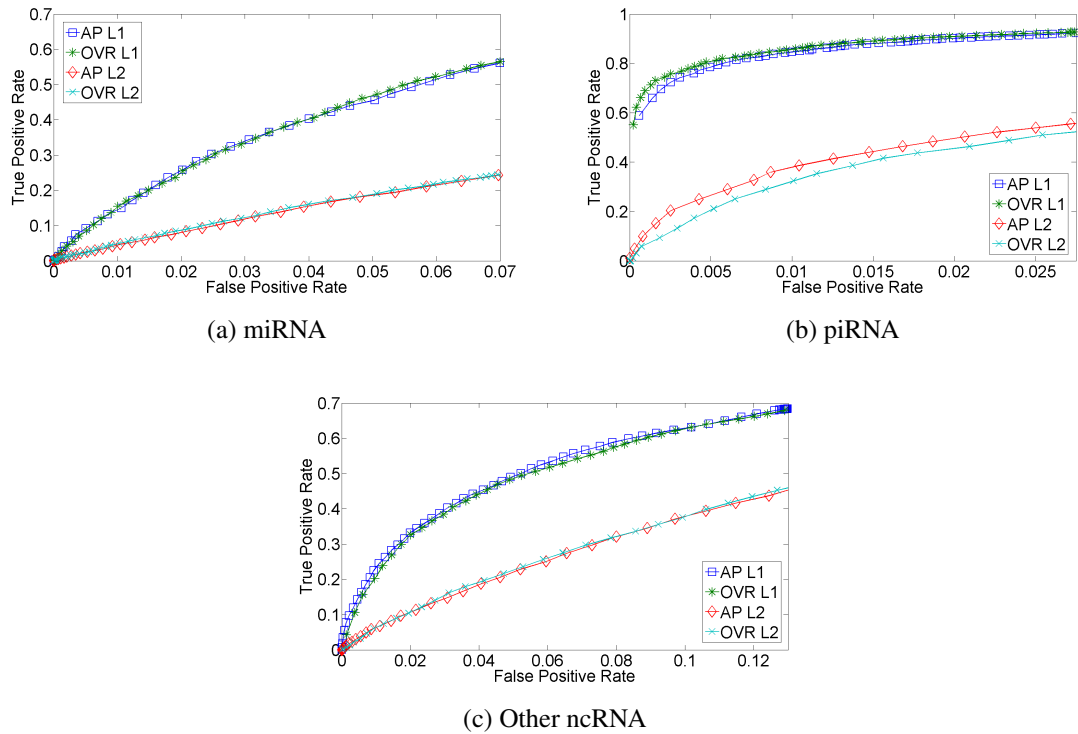 0.7
0.6
0.5
0.4
0.3
0.2
0.1
0
True Positive Rate
AP L1
OVR L1
AP L2
OVR L2
0 0.01 0.02 0.03 0.04 0.05 0.06 0.07
False Positive Rate
(a) miRNA
1
0.8
0.6
0.4
0.2
0
True Positive Rate
AP L1
OVR L1
AP L2
OVR L2
0 0.005 0.01 0.015 0.02 0.025
False Positive Rate
(b) piRNA
0.7
0.6
0.5
0.4
0.3
0.2
0.1
0
True Positive Rate
AP L1
OVR L1
AP L2
OVR L2
0 0.02 0.04 0.06 0.08 0.1 0.12
False Positive Rate
(c) Other ncRNA